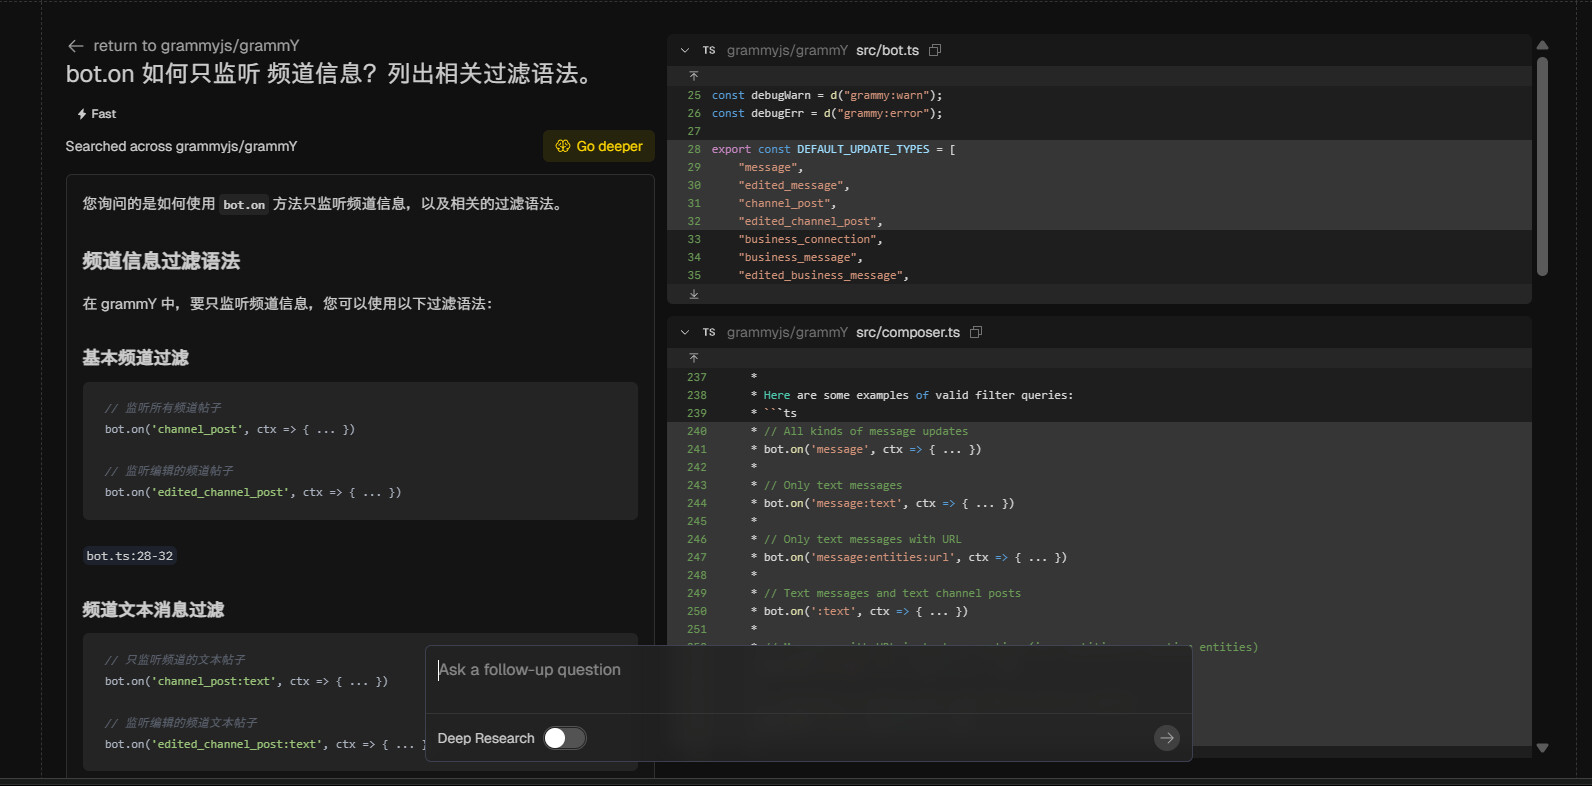 return to grammyjs/grammY
bot.on 如何只监听 频道信息？列出相关过滤语法。
Fast
Searched across grammyjs/grammY
Go deeper
您询问的是如何使用 bot.on 方法只监听频道信息，以及相关的过滤语法。
频道信息过滤语法
在 grammY 中，要只监听频道信息，您可以使用以下过滤语法：
基本频道过滤
// 监听所有频道帖子
bot.on('channel_post', ctx => { ... })
// 监听编辑的频道帖子
bot.on('edited_channel_post', ctx => { ... })
bot.ts:28-32
频道文本消息过滤
// 只监听频道的文本帖子
bot.on('channel_post:text', ctx => { ... })
// 监听编辑的频道文本帖子
bot.on('edited_channel_post:text', ctx => { ... }
TS grammyjs/grammY src/bot.ts
25 const debugWarn = d("grammy:warn");
26 const debugErr = d("grammy:error");
27
28 export const DEFAULT_UPDATE_TYPES = [
29 "message",
30 "edited_message",
31 "channel_post",
32 "edited_channel_post",
33 "business_connection",
34 "business_message",
35 "edited_business_message",
TS grammyjs/grammY src/composer.ts
237 *
238 * Here are some examples of valid filter queries:
239 * ```ts
240 * // All kinds of message updates
241 * bot.on('message', ctx => { ... })
242 *
243 * // Only text messages
244 * bot.on('message:text', ctx => { ... })
245 *
246 * // Only text messages with URL
247 * bot.on('message:entities:url', ctx => { ... })
248 *
249 * // Text messages and text channel posts
250 * bot.on(':text', ctx => { ... })
251 *
entities)
Ask a follow-up question
Deep Research